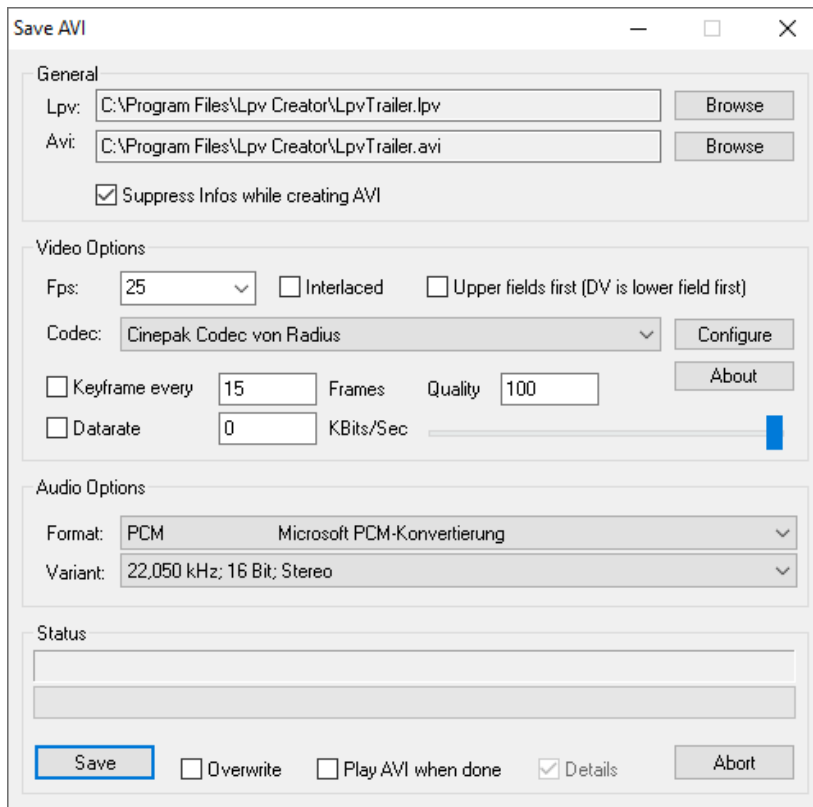 Save AVI
General
Lpv: C:\Program Files\Lpv Creator\LpvTrailer.lpv Browse
Avi: C:\Program Files\Lpv Creator\LpvTrailer.avi Browse
Suppress Infos while creating AVI
Video Options
Fps: 25 Interlaced Upper fields first (DV is lower field first)
Codec: Cinepak Codec von Radius Configure
About
Keyframe every 15 Frames Quality 100
Datarate 0 KBits/Sec
Audio Options
Format: PCM Microsoft PCM-Konvertierung
Variant: 22,050 kHz; 16 Bit; Stereo
Status
Save Overwrite Play AVI when done Details Abort